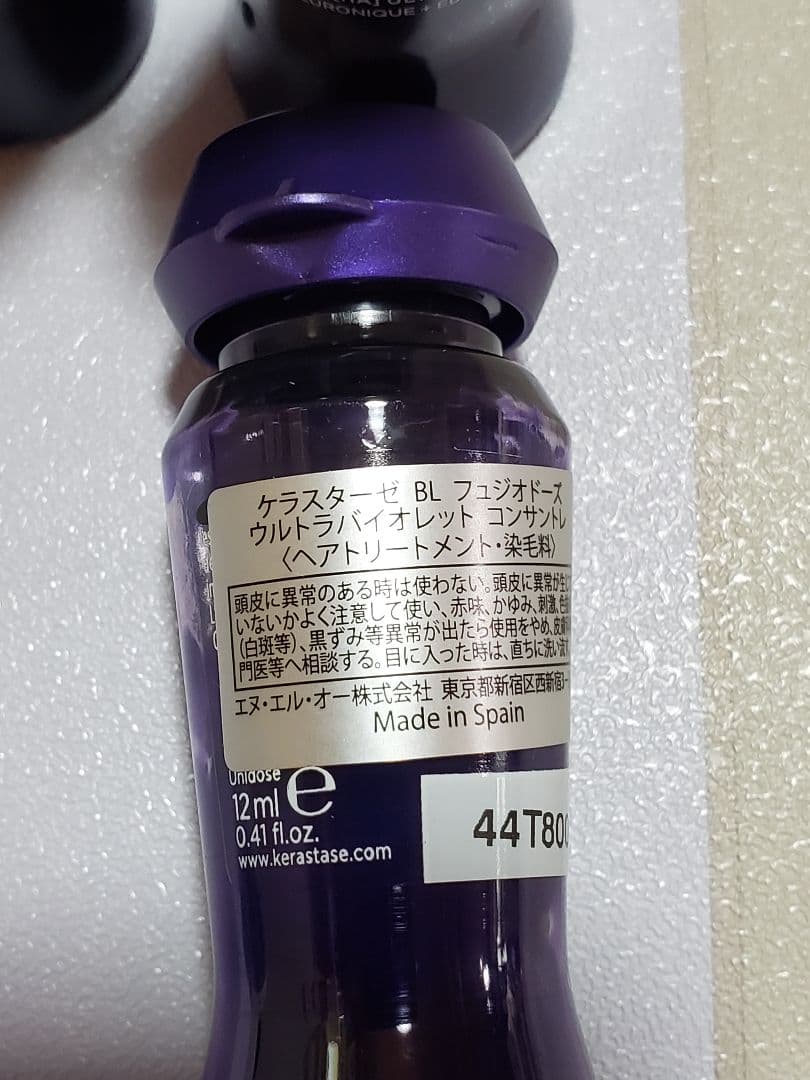 URONIQUE + E
ケラスターゼ BL フュジオドーズ
ウルトラバイオレット コンサントレ
〈ヘアトリートメント・染毛料〉
頭皮に異常のある時は使わない。頭皮に異常が生じ
いないかよく注意して使い、赤味、かゆみ、刺激、色
(白斑等)、黒ずみ等異常が出たら使用をやめ、皮膚
門医等へ相談する。目に入った時は、直ちに洗い流
エヌ・エル・オー株式会社 東京都新宿区西新宿3-
Made in Spain
Unidose
12ml e
0.41 fl.oz.
www.kerastase.com
44T800